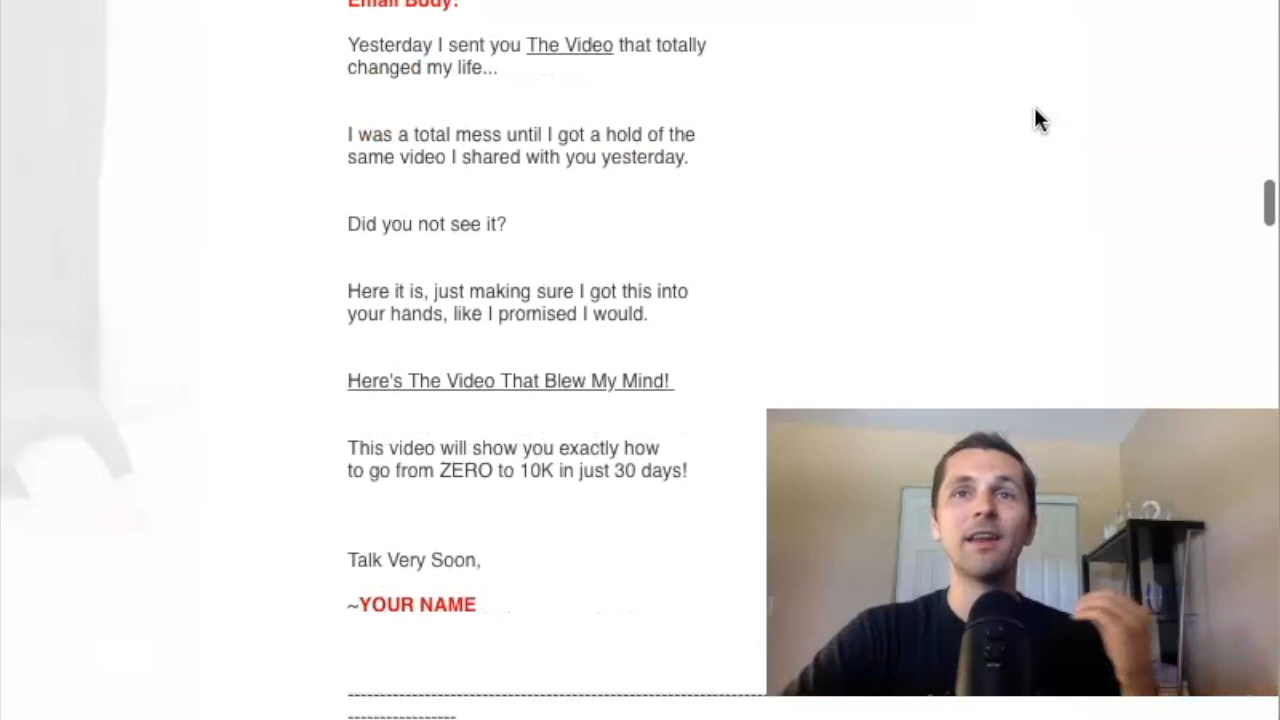 Email Body:
Yesterday I sent you The Video that totally
changed my life...
I was a total mess until I got a hold of the
same video I shared with you yesterday.
Did you not see it?
Here it is, just making sure I got this into
your hands, like I promised I would.
Here's The Video That Blew My Mind!
This video will show you exactly how
to go from ZERO to 10K in just 30 days!
Talk Very Soon,
~YOUR NAME
--------------------------------------------------------------------------------
-----------------